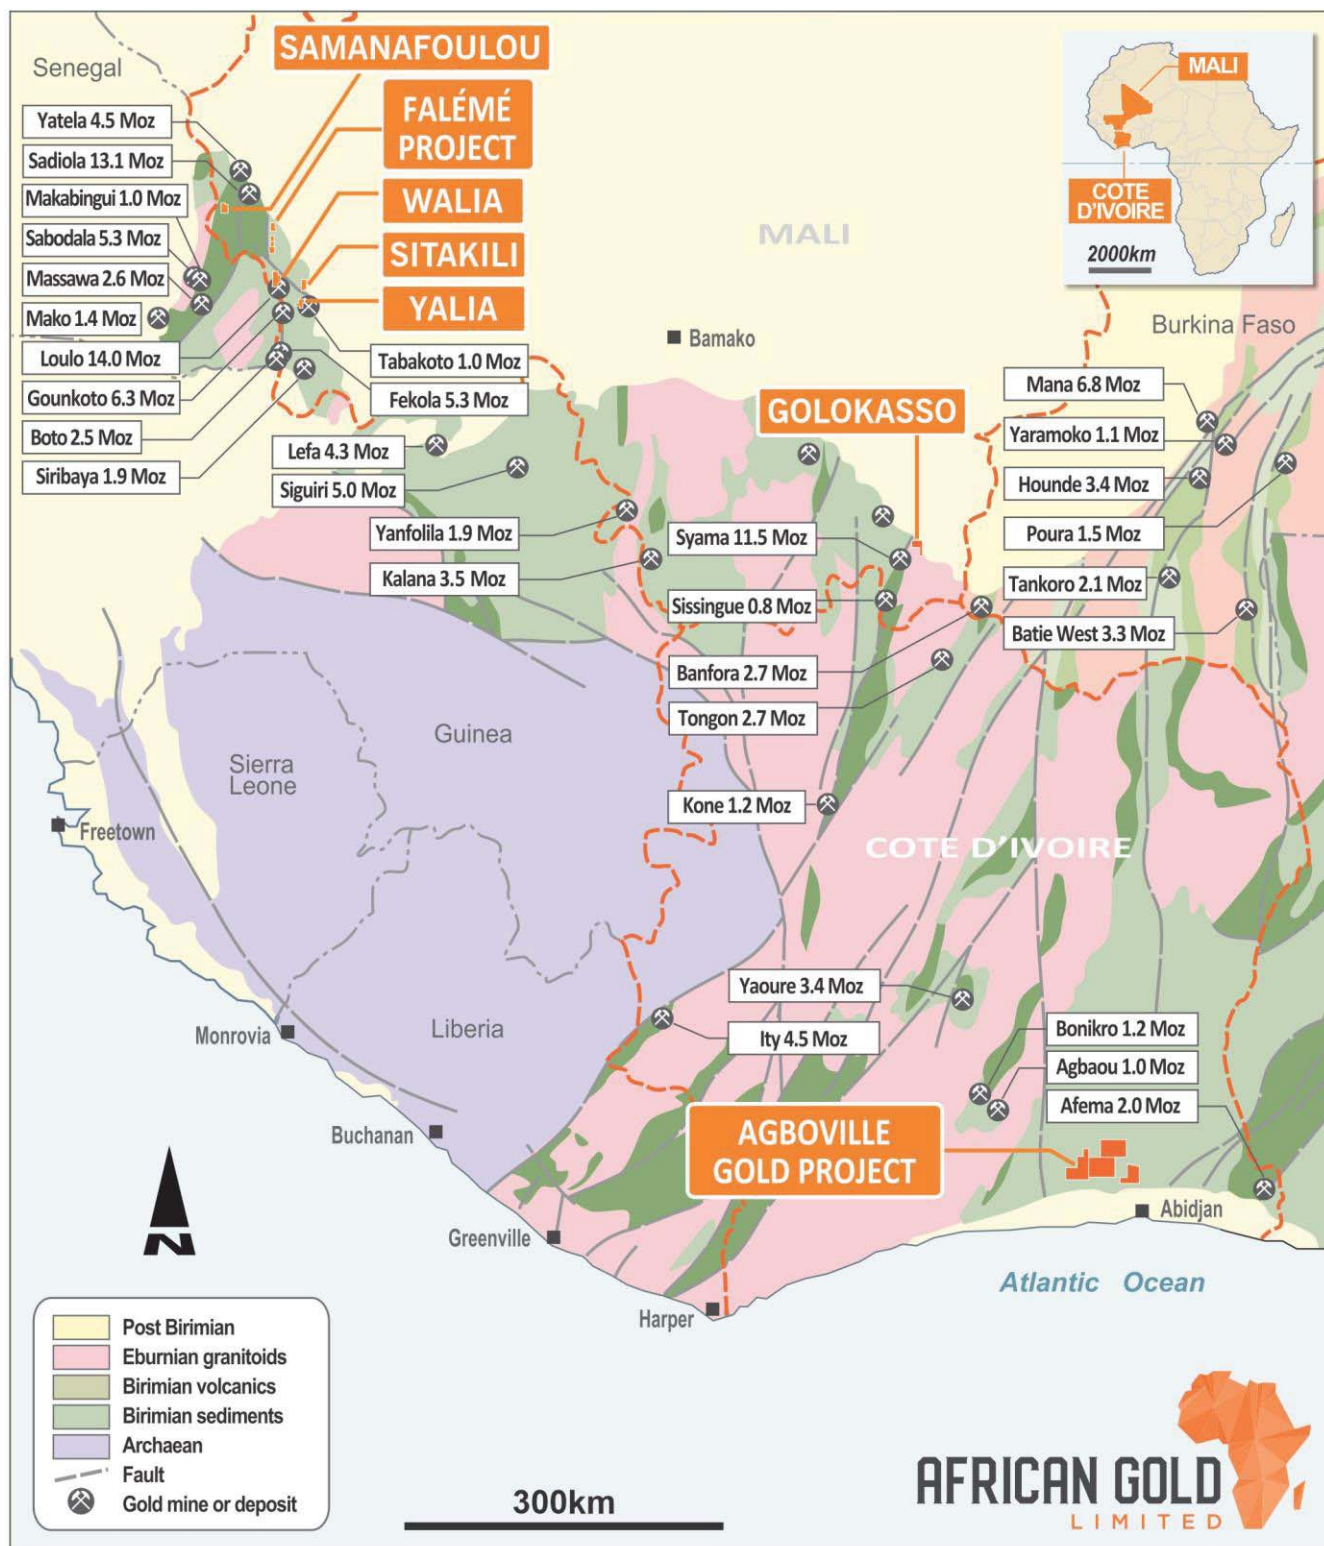 SAMANAFOULOU
Senegal
FALÉMÉ
PROJECT
MALI
COTE
D'IVOIRE
2000km
Yatela 4.5 Moz
Sadiola 13.1 Moz
Makabingui 1.0 Moz
Sabodala 5.3 Moz
Massawa 2.6 Moz
Mako 1.4 Moz
Loulo 14.0 Moz
Gounkoto 6.3 Moz
Boto 2.5 Moz
Siribaya 1.9 Moz
WALIA
SITAKILI
YALIA
MALI
Tabakoto 1.0 Moz
Fekola 5.3 Moz
Bamako
Burkina Faso
GOLOKASSO
Lefa 4.3 Moz
Siguiri 5.0 Moz
Yanfolila 1.9 Moz
Kalana 3.5 Moz
Syama 11.5 Moz
Sissingue 0.8 Moz
Banfora 2.7 Moz
Tongon 2.7 Moz
Mana 6.8 Moz
Yaramoko 1.1 Moz
Hounde 3.4 Moz
Poura 1.5 Moz
Tankoro 2.1 Moz
Batie West 3.3 Moz
Guinea
Sierra
Leone
Freetown
Kone 1.2 Moz
COTE D'IVOIRE
Yaoure 3.4 Moz
Ity 4.5 Moz
Liberia
Monrovia
Bonikro 1.2 Moz
Agbaou 1.0 Moz
Afema 2.0 Moz
Buchanan
AGBOVILLE
GOLD PROJECT
Abidjan
Greenville
Harper
Atlantic Ocean
N
Post Birimian
Eburnian granitoids
Birimian volcanics
Birimian sediments
Archaean
Fault
Gold mine or deposit
300km
AFRICAN GOLD
LIMITED